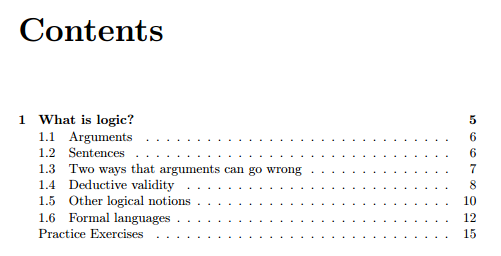 Contents
1 What is logic? 5
1.1 Arguments . . . . . . . . . . . . . . . . . . . . . . . . . . . . . . 6
1.2 Sentences . . . . . . . . . . . . . . . . . . . . . . . . . . . . . . . 6
1.3 Two ways that arguments can go wrong . . . . . . . . . . . . . . 7
1.4 Deductive validity . . . . . . . . . . . . . . . . . . . . . . . . . . 8
1.5 Other logical notions . . . . . . . . . . . . . . . . . . . . . . . . . 10
1.6 Formal languages . . . . . . . . . . . . . . . . . . . . . . . . . . . 12
Practice Exercises . . . . . . . . . . . . . . . . . . . . . . . . . . . . . 15